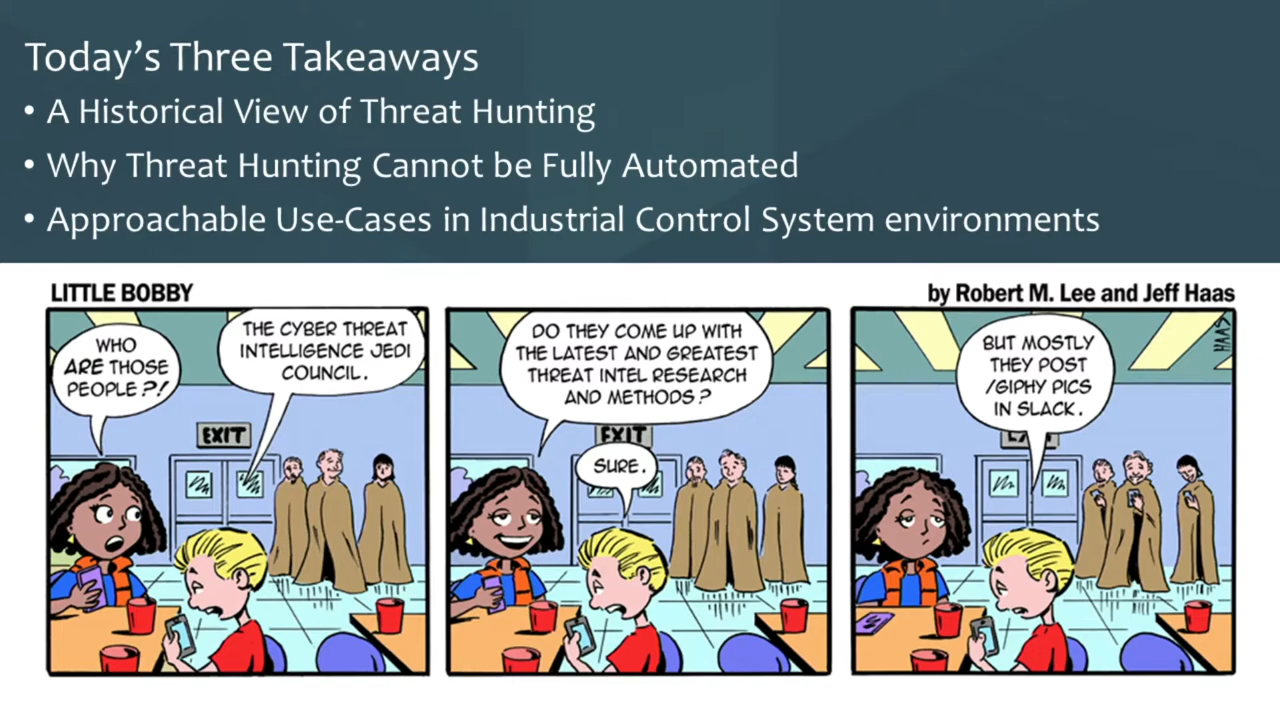 Today's Three Takeaways
• A Historical View of Threat Hunting
• Why Threat Hunting Cannot be Fully Automated
• Approachable Use-Cases in Industrial Control System environments
LITTLE BOBBY
by Robert M. Lee and Jeff Haas
WHO
ARE THOSE
PEOPLE?!
THE CYBER THREAT
INTELLIGENCE JEDI
COUNCIL.
EXIT
DO THEY COME UP WITH
THE LATEST AND GREATEST
THREAT INTEL RESEARCH
AND METHODS?
EXIT
SURE.
BUT MOSTLY
THEY POST
/GIPHY PICS
IN SLACK.
HAAS